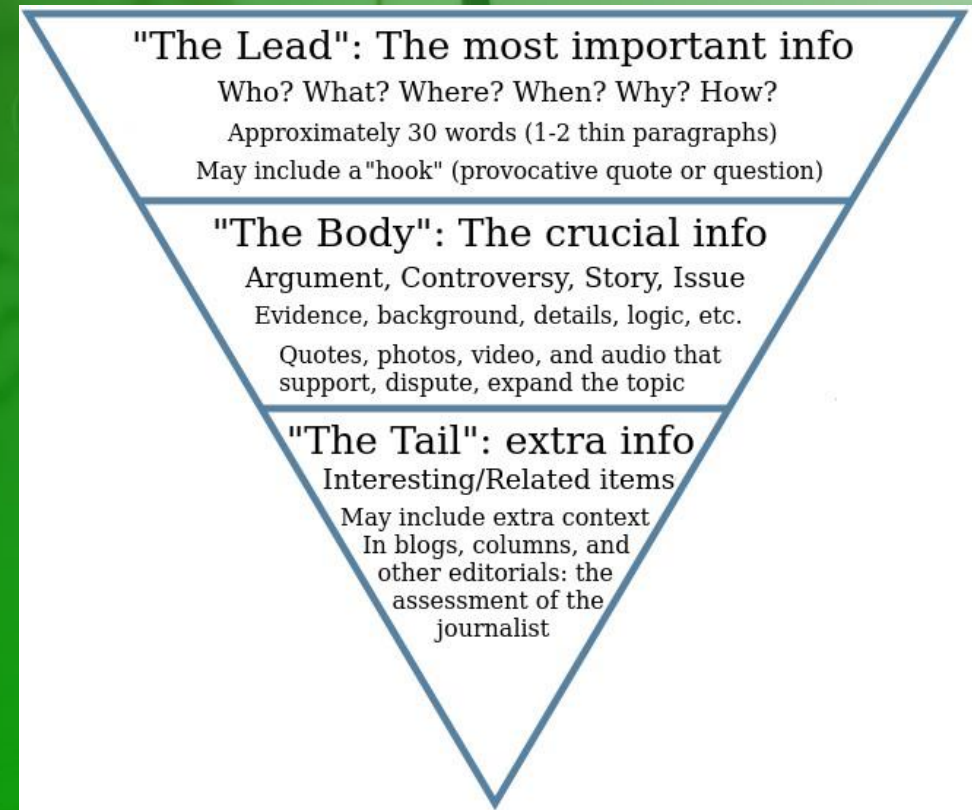 "The Lead": The most important info
Who? What? Where? When? Why? How?
Approximately 30 words (1-2 thin paragraphs)
May include a "hook" (provocative quote or question)
"The Body": The crucial info
Argument, Controversy, Story, Issue
Evidence, background, details, logic, etc.
Quotes, photos, video, and audio that
support, dispute, expand the topic
"The Tail": extra info
Interesting/Related items
May include extra context
In blogs, columns, and
other editorials: the
assessment of the
journalist